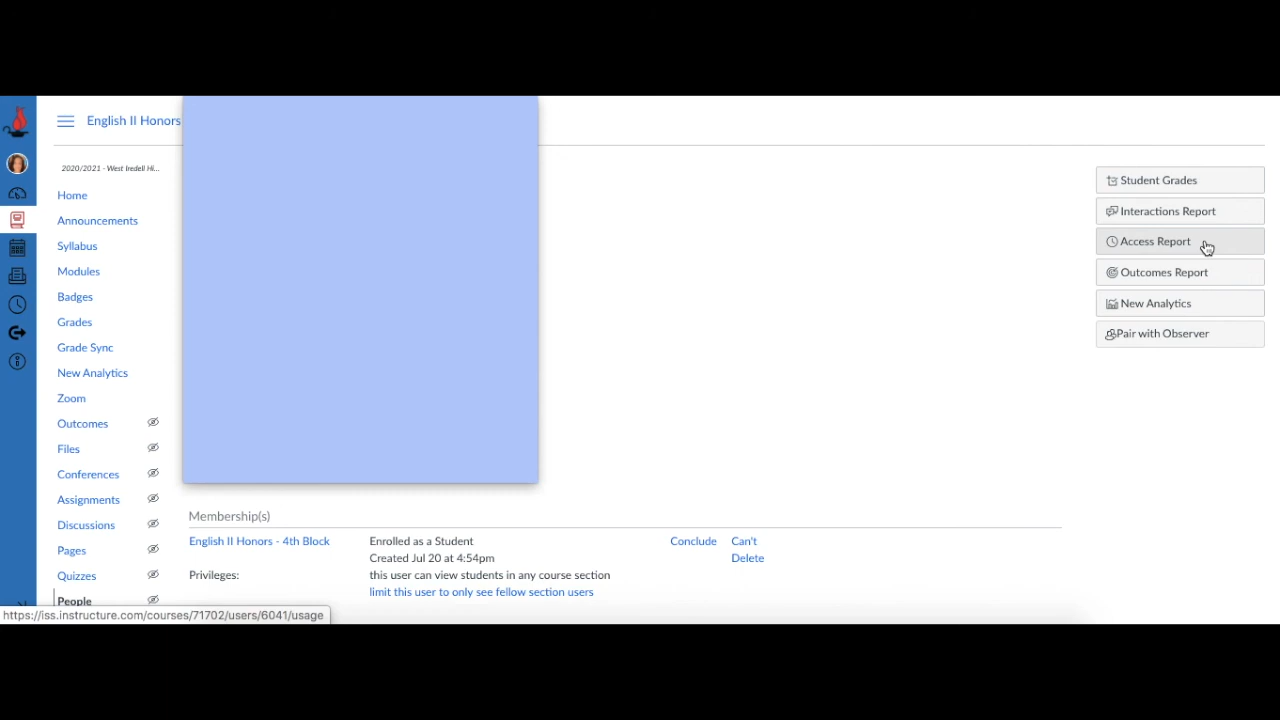 English II Honors
2020/2021 - West Iredell Hi...
Home
Announcements
Syllabus
Modules
Badges
Grades
Grade Sync
New Analytics
Zoom
Outcomes
Files
Conferences
Assignments
Discussions
Pages
Quizzes
People
Student Grades
Interactions Report
Access Report
Outcomes Report
New Analytics
Pair with Observer
Membership(s)
English II Honors - 4th Block Enrolled as a Student Conclude Can't
Created Jul 20 at 4:54pm Delete
Privileges: this user can view students in any course section
limit this user to only see fellow section users
https://iss.instructure.com/courses/71702/users/6041/usage